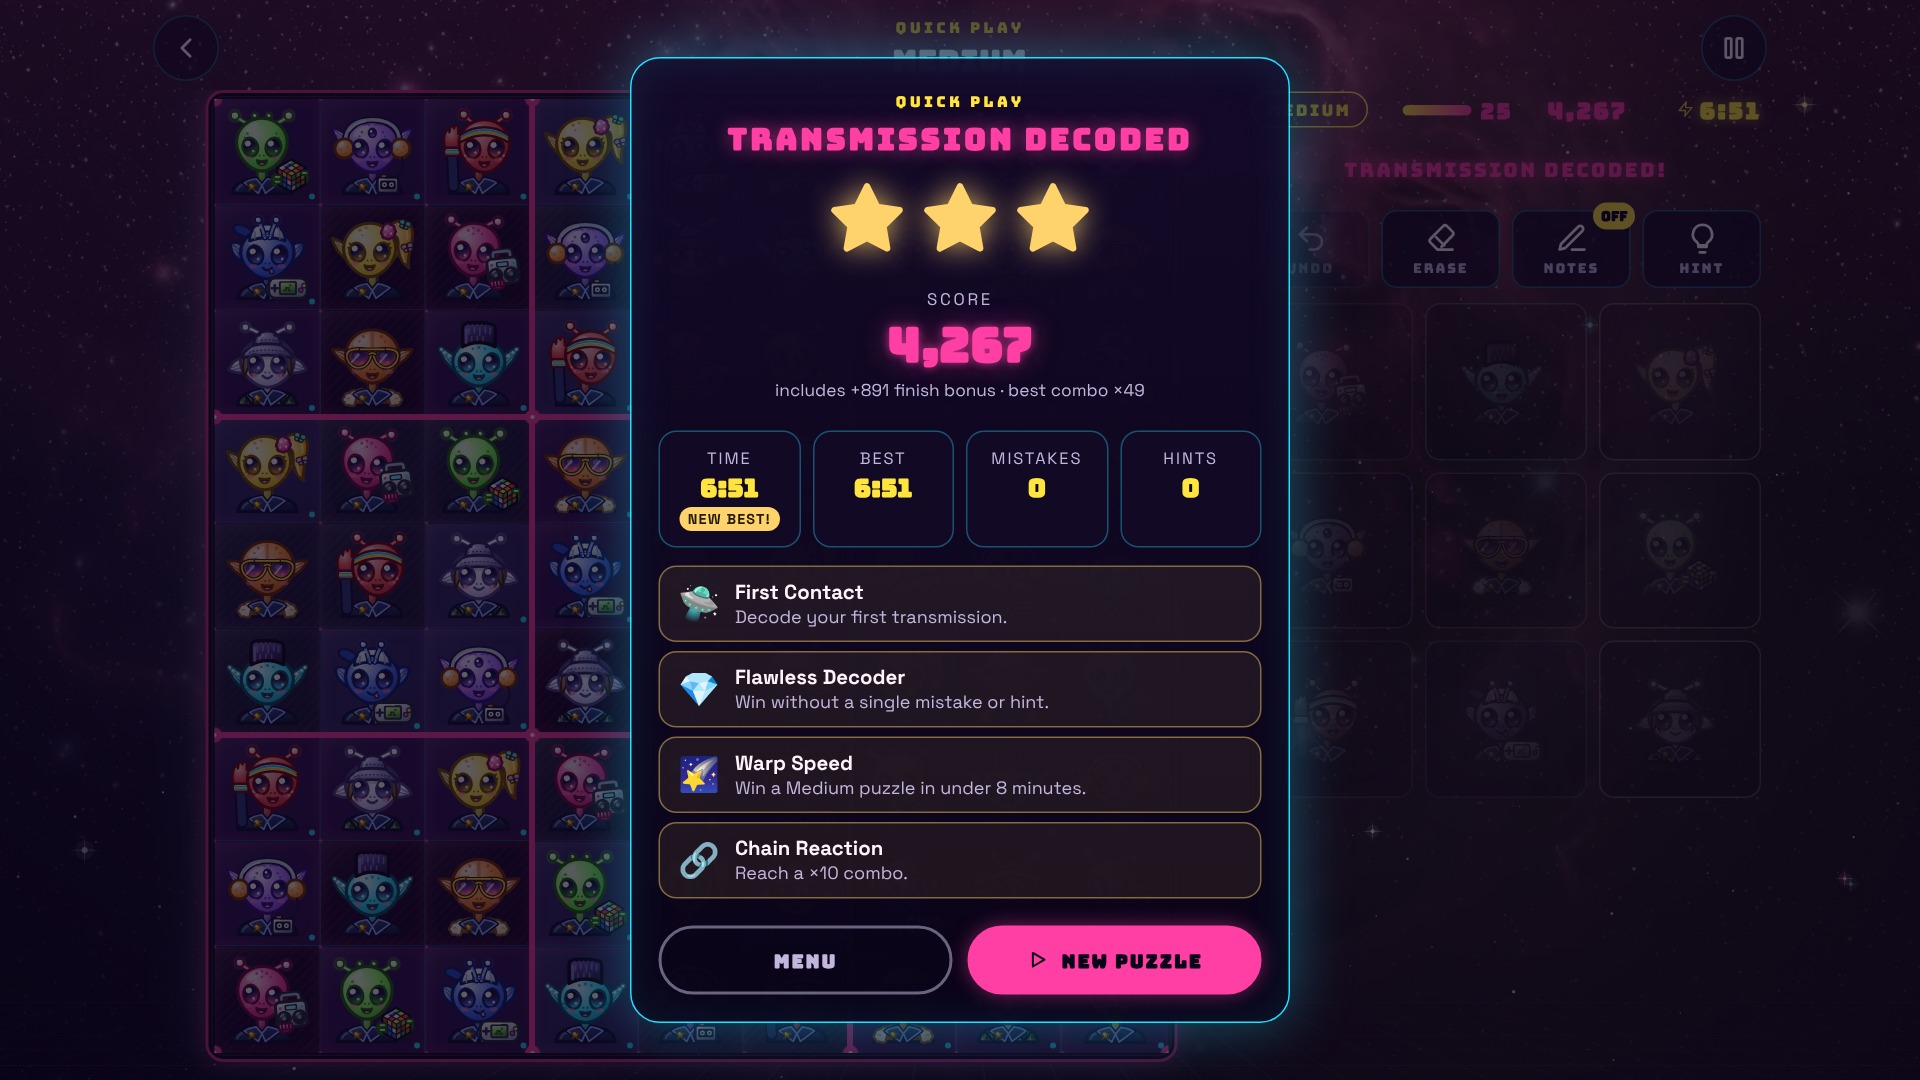 QUICK PLAY
MEDIUM
QUICK PLAY
TRANSMISSION DECODED
SCORE
4,267
includes +891 finish bonus · best combo ×49
TIME
6:51
NEW BEST!
BEST
6:51
MISTAKES
0
HINTS
0
First Contact
Decode your first transmission.
Flawless Decoder
Win without a single mistake or hint.
Warp Speed
Win a Medium puzzle in under 8 minutes.
Chain Reaction
Reach a ×10 combo.
MENU
NEW PUZZLE
25
4,267
6:51
TRANSMISSION DECODED!
ERASE
NOTES
OFF
HINT